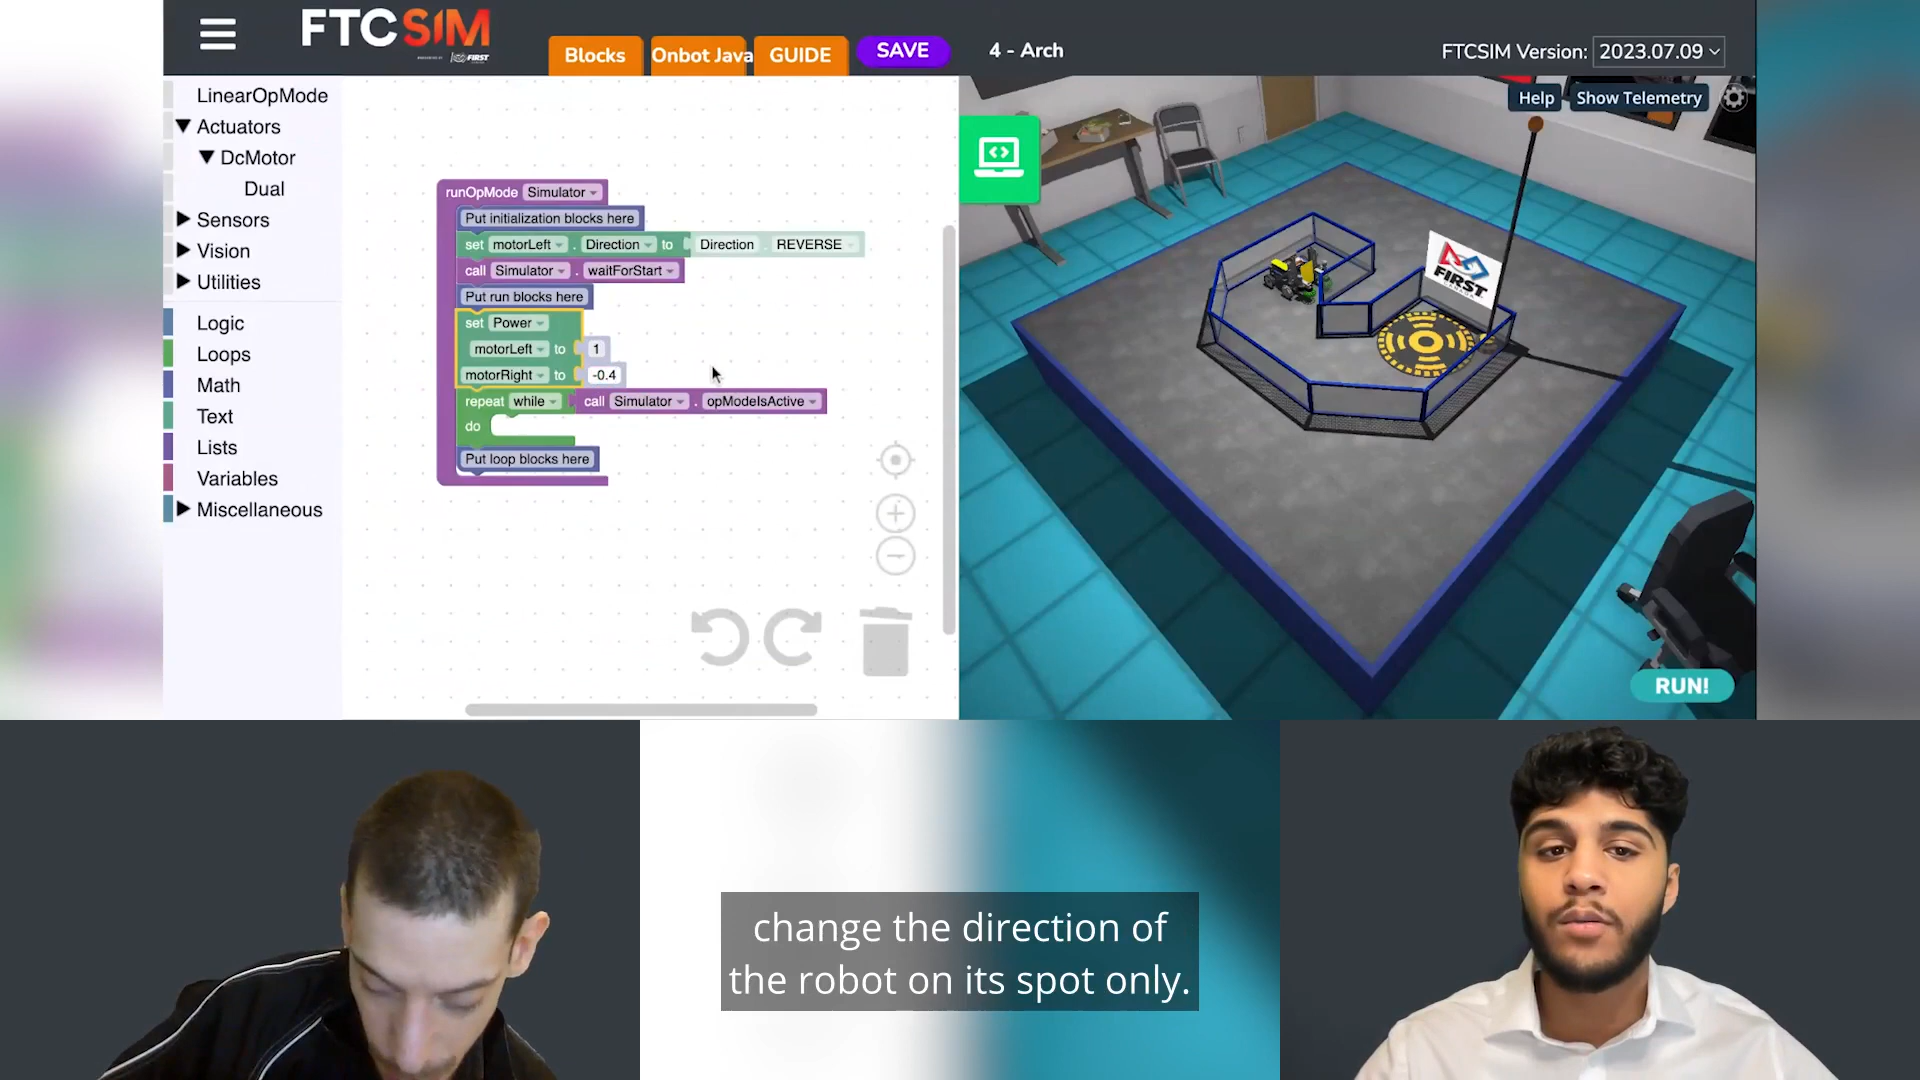 FTCSIM
FIRST
Blocks
Onbot Java
GUIDE
SAVE
4 - Arch
FTCSIM Version:
2023.07.09
LinearOpMode
Actuators
DcMotor
Dual
Sensors
Vision
Utilities
Logic
Loops
Math
Text
Lists
Variables
Miscellaneous
runOpMode Simulator
Put initialization blocks here
set motorLeft . Direction to Direction . REVERSE
call Simulator . waitForStart
Put run blocks here
set Power
motorLeft to 1
motorRight to -0.4
repeat while call Simulator . opModeIsActive
do
Put loop blocks here
Help
Show Telemetry
FIRST
RUN!
change the direction of
the robot on its spot only.